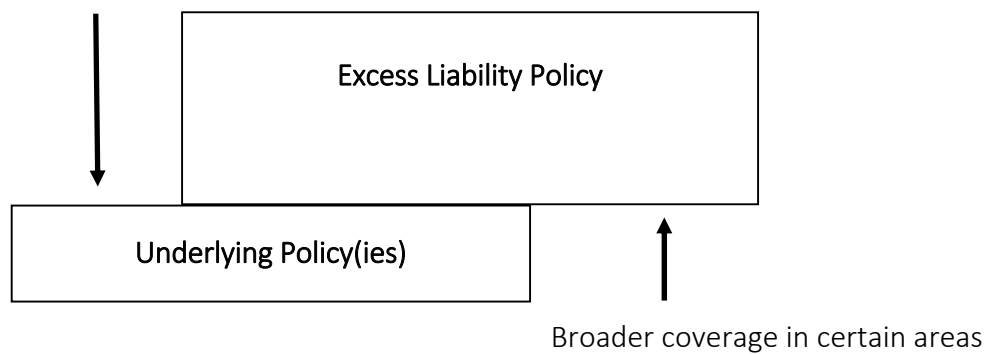 Excess Liability Policy
Underlying Policy(ies)
Broader coverage in certain areas